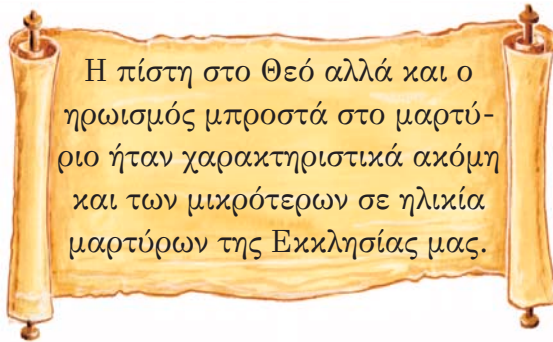 Η πίστη στο Θεό αλλά και ο
ηρωισμός μπροστά στο μαρτύ-
ριο ήταν χαρακτηριστικά ακόμη
και των μικρότερων σε ηλικία
μαρτύρων της Εκκλησίας μας.